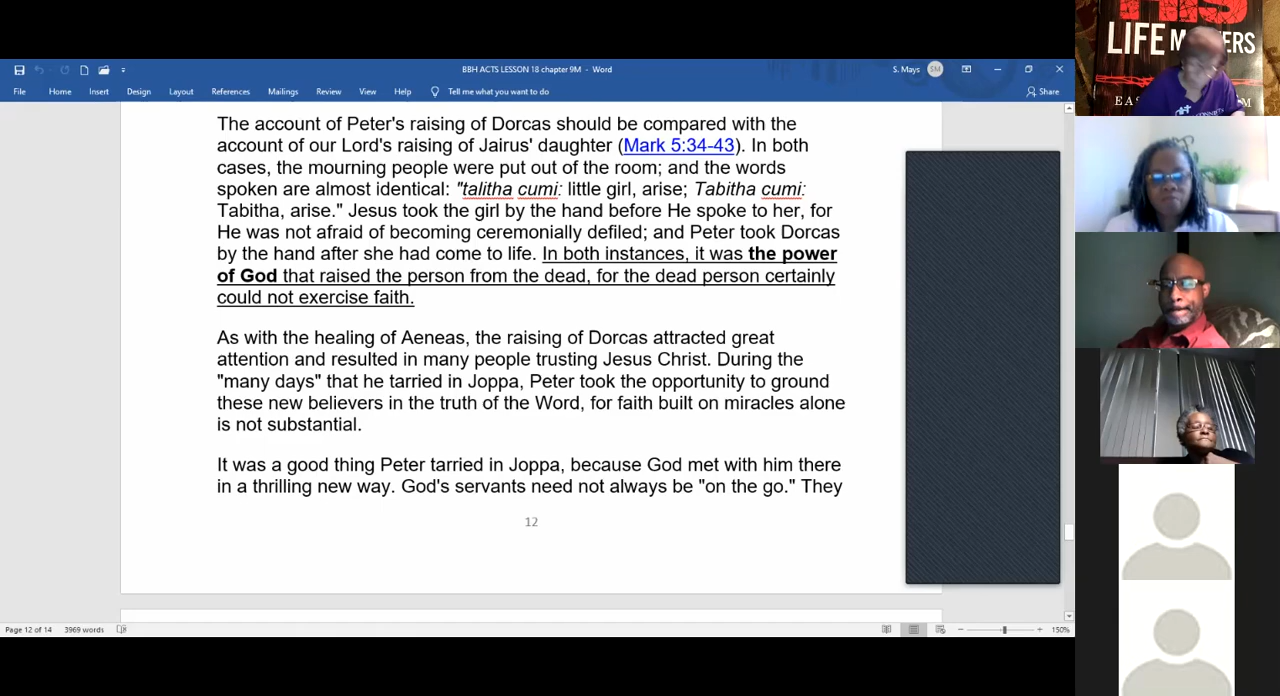 BBH ACTS LESSON 18 chapter 9M - Word
S. Mays SM
File Home Insert Design Layout References Mailings Review View Help Tell me what you want to do Share
The account of Peter's raising of Dorcas should be compared with the
account of our Lord's raising of Jairus' daughter (Mark 5:34-43). In both
cases, the mourning people were put out of the room; and the words
spoken are almost identical: "talitha cumi: little girl, arise; Tabitha cumi:
Tabitha, arise." Jesus took the girl by the hand before He spoke to her, for
He was not afraid of becoming ceremonially defiled; and Peter took Dorcas
by the hand after she had come to life. In both instances, it was the power
of God that raised the person from the dead, for the dead person certainly
could not exercise faith.
As with the healing of Aeneas, the raising of Dorcas attracted great
attention and resulted in many people trusting Jesus Christ. During the
"many days" that he tarried in Joppa, Peter took the opportunity to ground
these new believers in the truth of the Word, for faith built on miracles alone
is not substantial.
It was a good thing Peter tarried in Joppa, because God met with him there
in a thrilling new way. God's servants need not always be "on the go." They
12
Page 12 of 14 3969 words
150%
HIS
LIFE